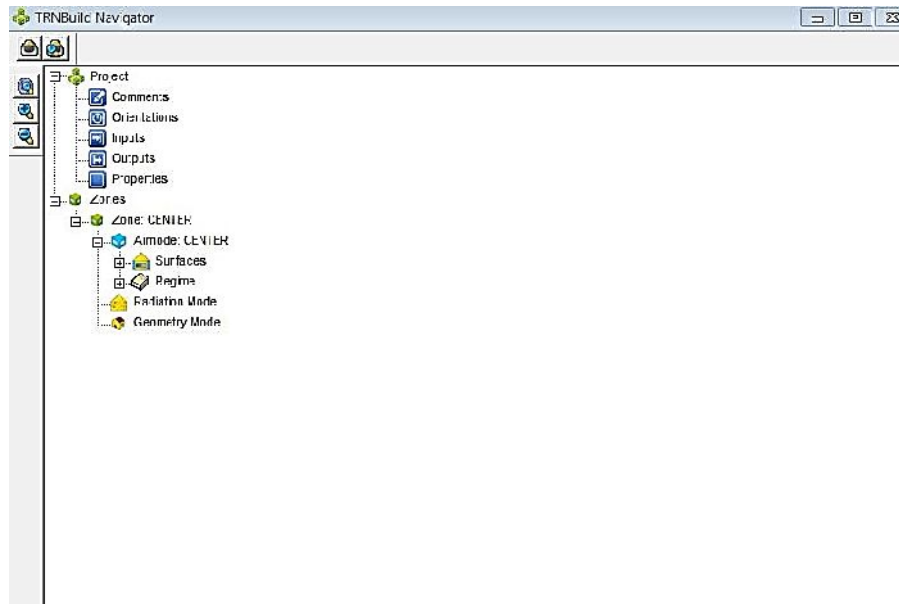 TRNBuild Navigator
Project
Comments
Orientations
Inputs
Outputs
Properties
Zones
Zone: CENTER
Airnode: CENTER
Surfaces
Regime
Radiation Mode
Geometry Mode